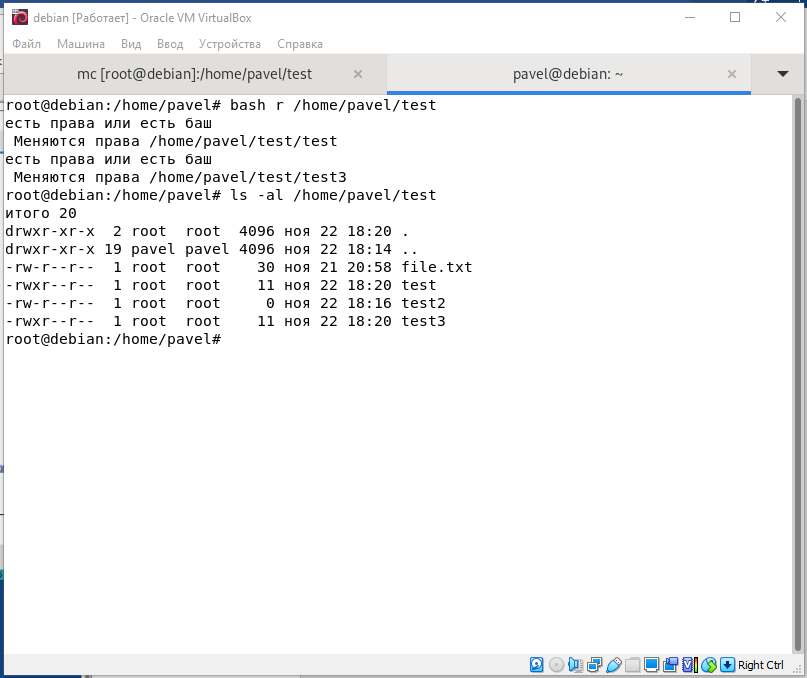 debian [Работает] - Oracle VM VirtualBox
Файл Машина Вид Ввод Устройства Справка
mc [root@debian]:/home/pavel/test × pavel@debian: ~ ×
root@debian:/home/pavel# bash r /home/pavel/test
есть права или есть баш
 Меняются права /home/pavel/test/test
есть права или есть баш
 Меняются права /home/pavel/test/test3
root@debian:/home/pavel# ls -al /home/pavel/test
итого 20
drwxr-xr-x  2 root  root  4096 ноя 22 18:20 .
drwxr-xr-x 19 pavel pavel 4096 ноя 22 18:14 ..
-rw-r--r--  1 root  root    30 ноя 21 20:58 file.txt
-rwxr--r--  1 root  root    11 ноя 22 18:20 test
-rw-r--r--  1 root  root     0 ноя 22 18:16 test2
-rwxr--r--  1 root  root    11 ноя 22 18:20 test3
root@debian:/home/pavel#
Right Ctrl